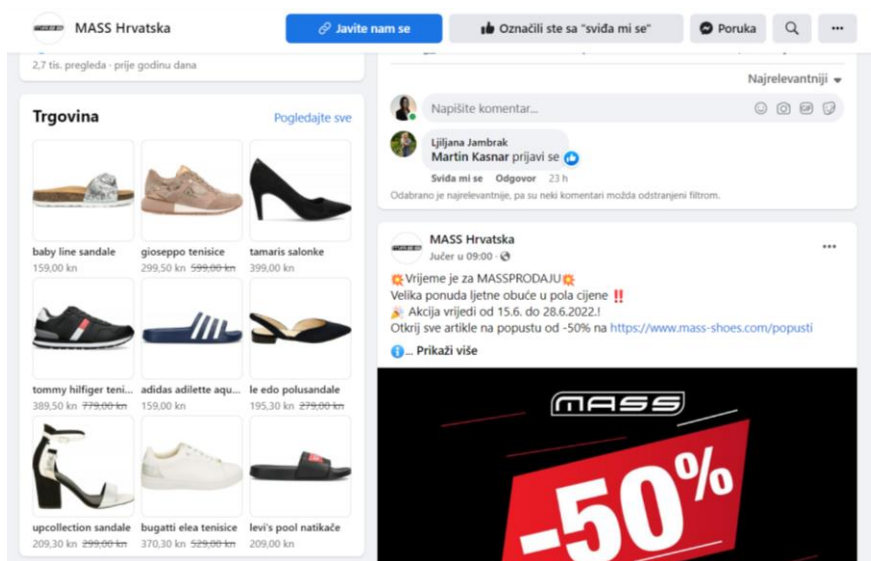 MASS Hrvatska
Javite nam se
Označili ste sa "sviđa mi se"
Poruka
2,7 tis. pregleda · prije godinu dana
Trgovina
Pogledajte sve
baby line sandale
159,00 kn
gioseppo tenisice
299,50 kn 599,00 kn
tamaris salonke
399,00 kn
tommy hilfiger teni...
389,50 kn 779,00 kn
adidas adilette aqu...
159,00 kn
le edo polusandale
195,30 kn 279,00 kn
upcollection sandale
209,30 kn 299,00 kn
bugatti elea tenisice
370,30 kn 529,00 kn
levi's pool natikače
209,00 kn
Najrelevantniji
Napišite komentar...
GIF
Ljiljana Jambrak
Martin Kasnar prijavi se
Sviđa mi se Odgovor 23 h
Odabrano je najrelevantnije, pa su neki komentari možda odstranjeni filtrom.
MASS Hrvatska
Jučer u 09:00 ·
💥Vrijeme je za MASSPRODAJU💥
Velika ponuda ljetne obuće u pola cijene ‼️
🎉 Akcija vrijedi od 15.6. do 28.6.2022.!
Otkrij sve artikle na popustu od -50% na https://www.mass-shoes.com/popusti
ℹ️... Prikaži više
MASS
-50%